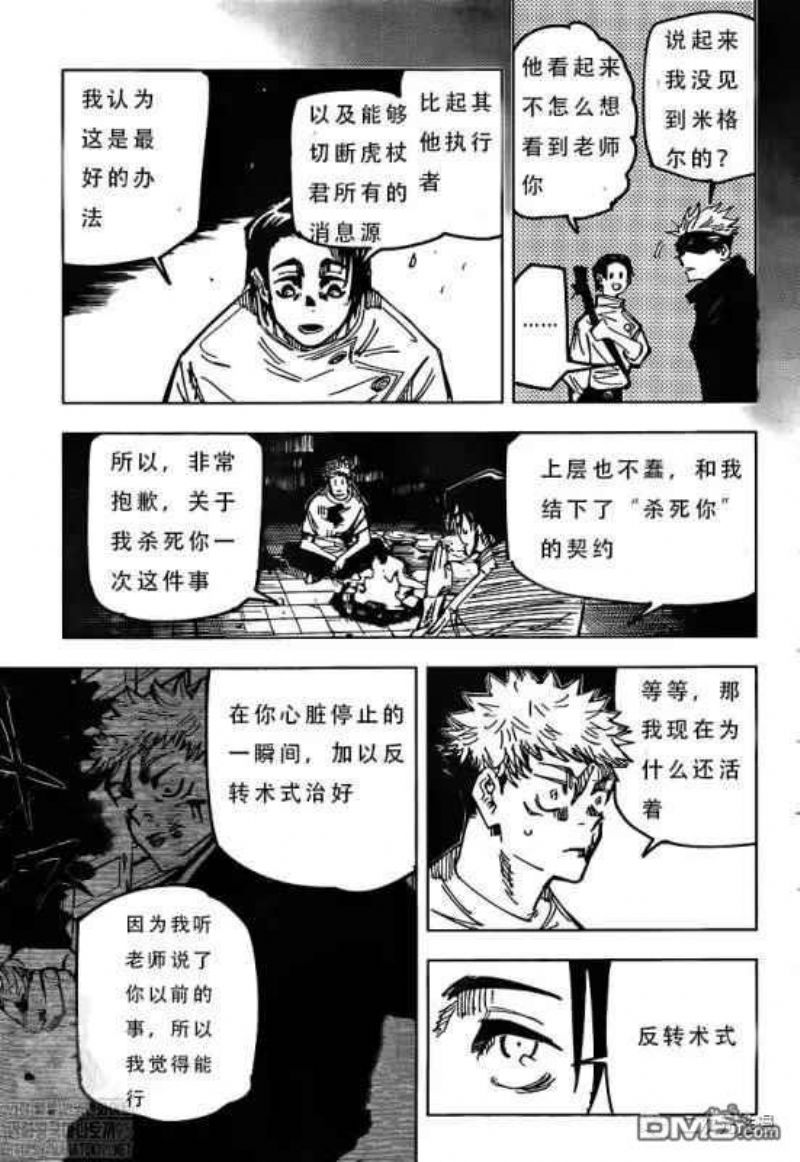 说起来
我没见
到米格
尔的？
他看起来
不怎么想
看到老师
你
……
比起其
他执行
者
以及能够
切断虎杖
君所有的
消息源
我认为
这是最
好的办
法
上层也不蠢，和我
结下了“杀死你”
的契约
所以，非常
抱歉，关于
我杀死你一
次这件事
等等，那
我现在为
什么还活
着
反转术式
在你心脏停止的
一瞬间，加以反
转术式治好
因为我听
老师说了
你以前的
事，所以
我觉得能
行